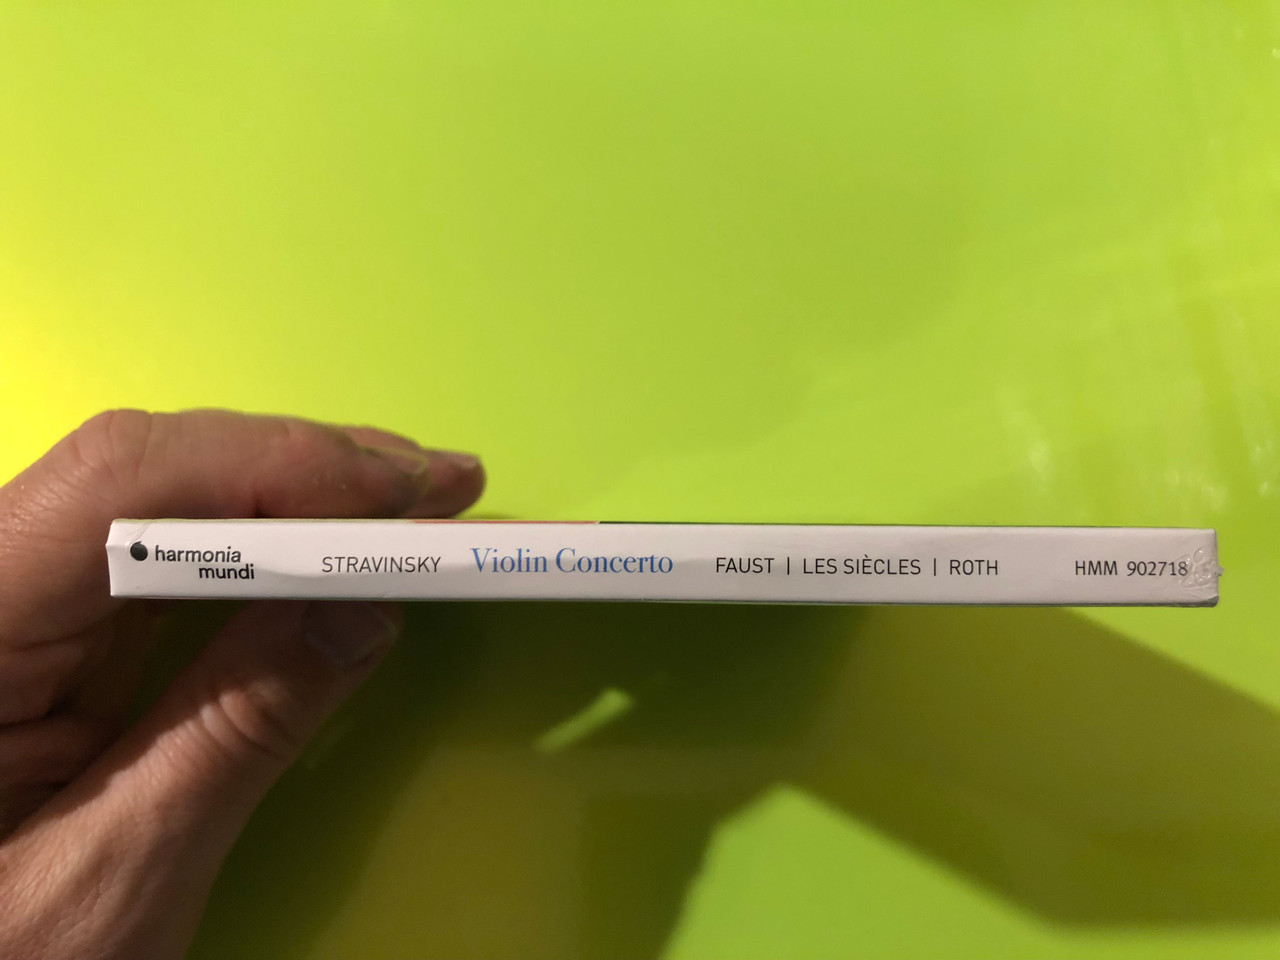 harmonia
mundi
STRAVINSKY Violin Concerto FAUST | LES SIÈCLES | ROTH HMM 902718